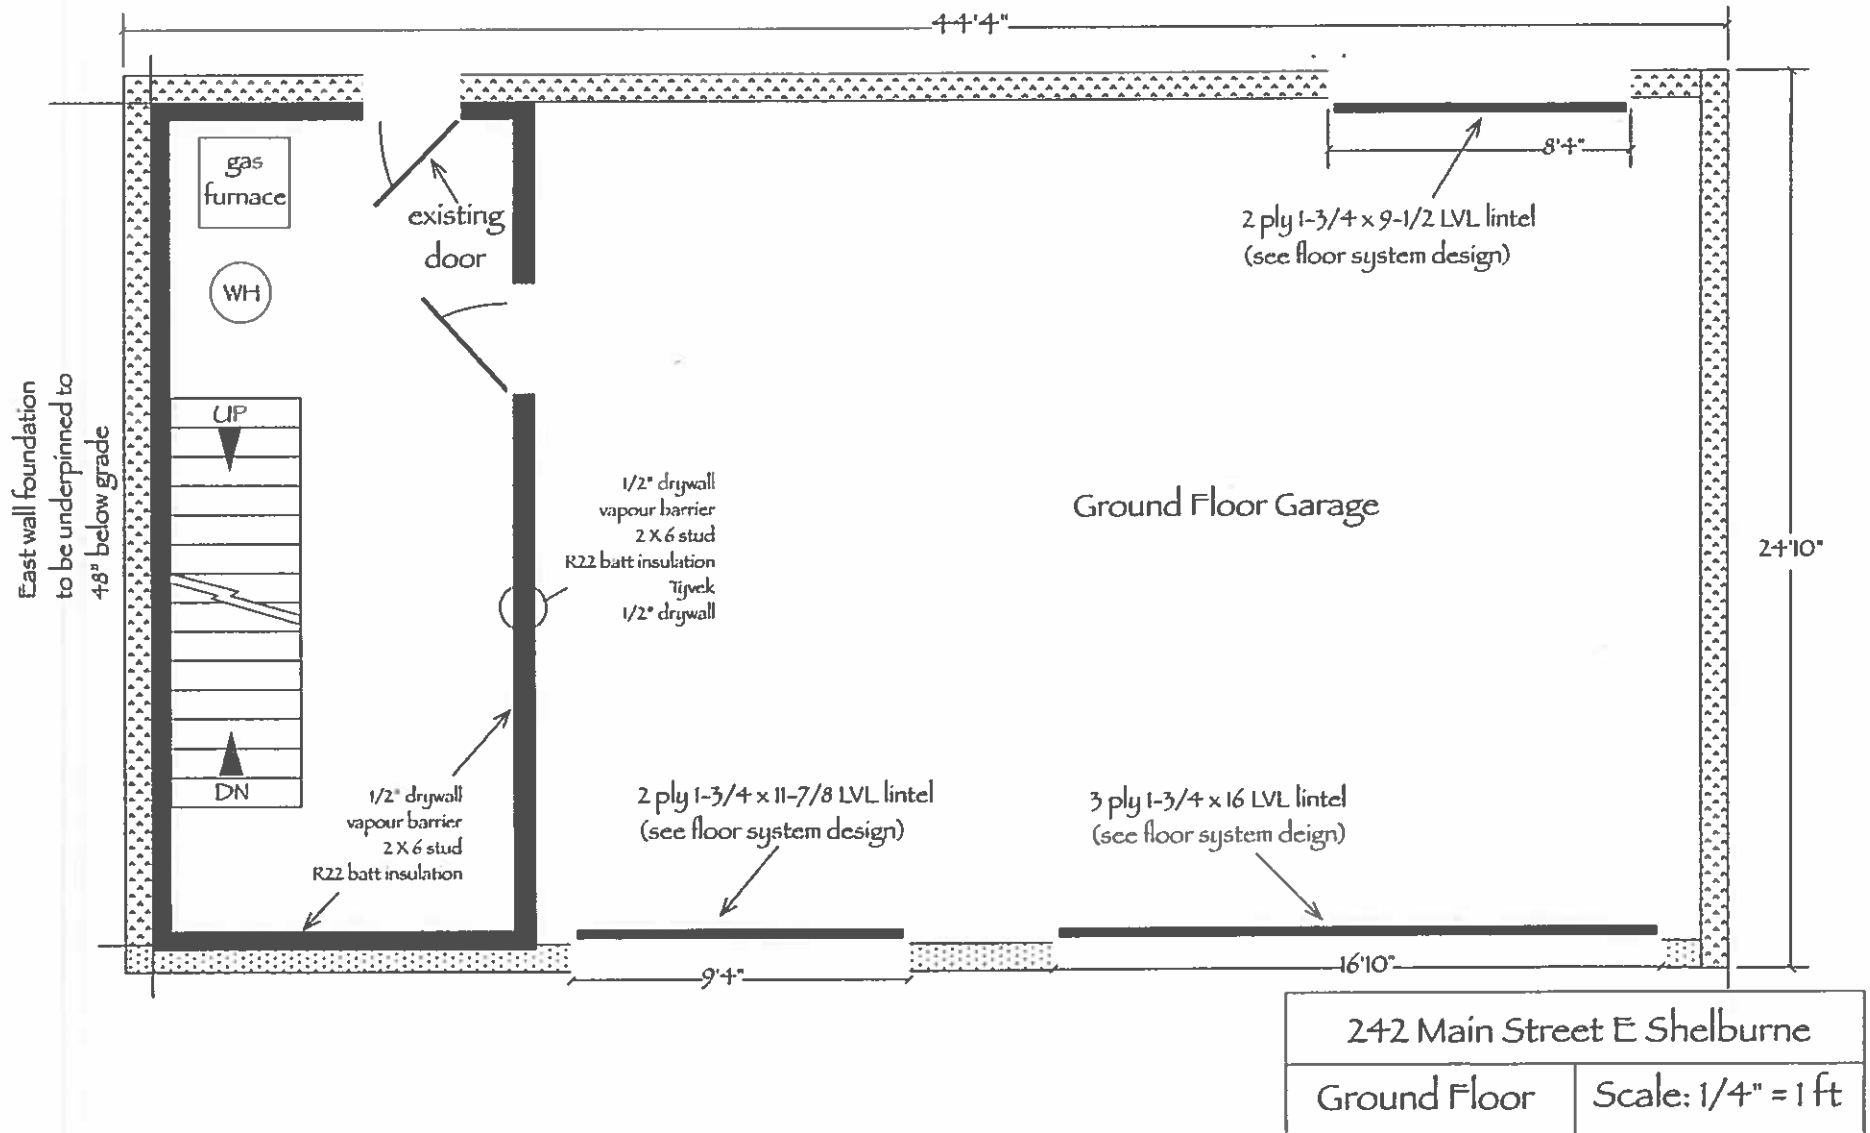 44'4"
gas
furnace
existing
door
WH
8'4"
2 ply 1-3/4 x 9-1/2 LVL lintel
(see floor system design)
East wall foundation
to be underpinned to
48" below grade
UP
1/2" drywall
vapour barrier
2 X 6 stud
R22 batt insulation
Tyvek
1/2" drywall
Ground Floor Garage
24'10"
DN
1/2" drywall
vapour barrier
2 X 6 stud
R22 batt insulation
2 ply 1-3/4 x 11-7/8 LVL lintel
(see floor system design)
3 ply 1-3/4 x 16 LVL lintel
(see floor system deign)
9'4"
16'10"
242 Main Street E Shelburne
Ground Floor
Scale: 1/4" = 1 ft